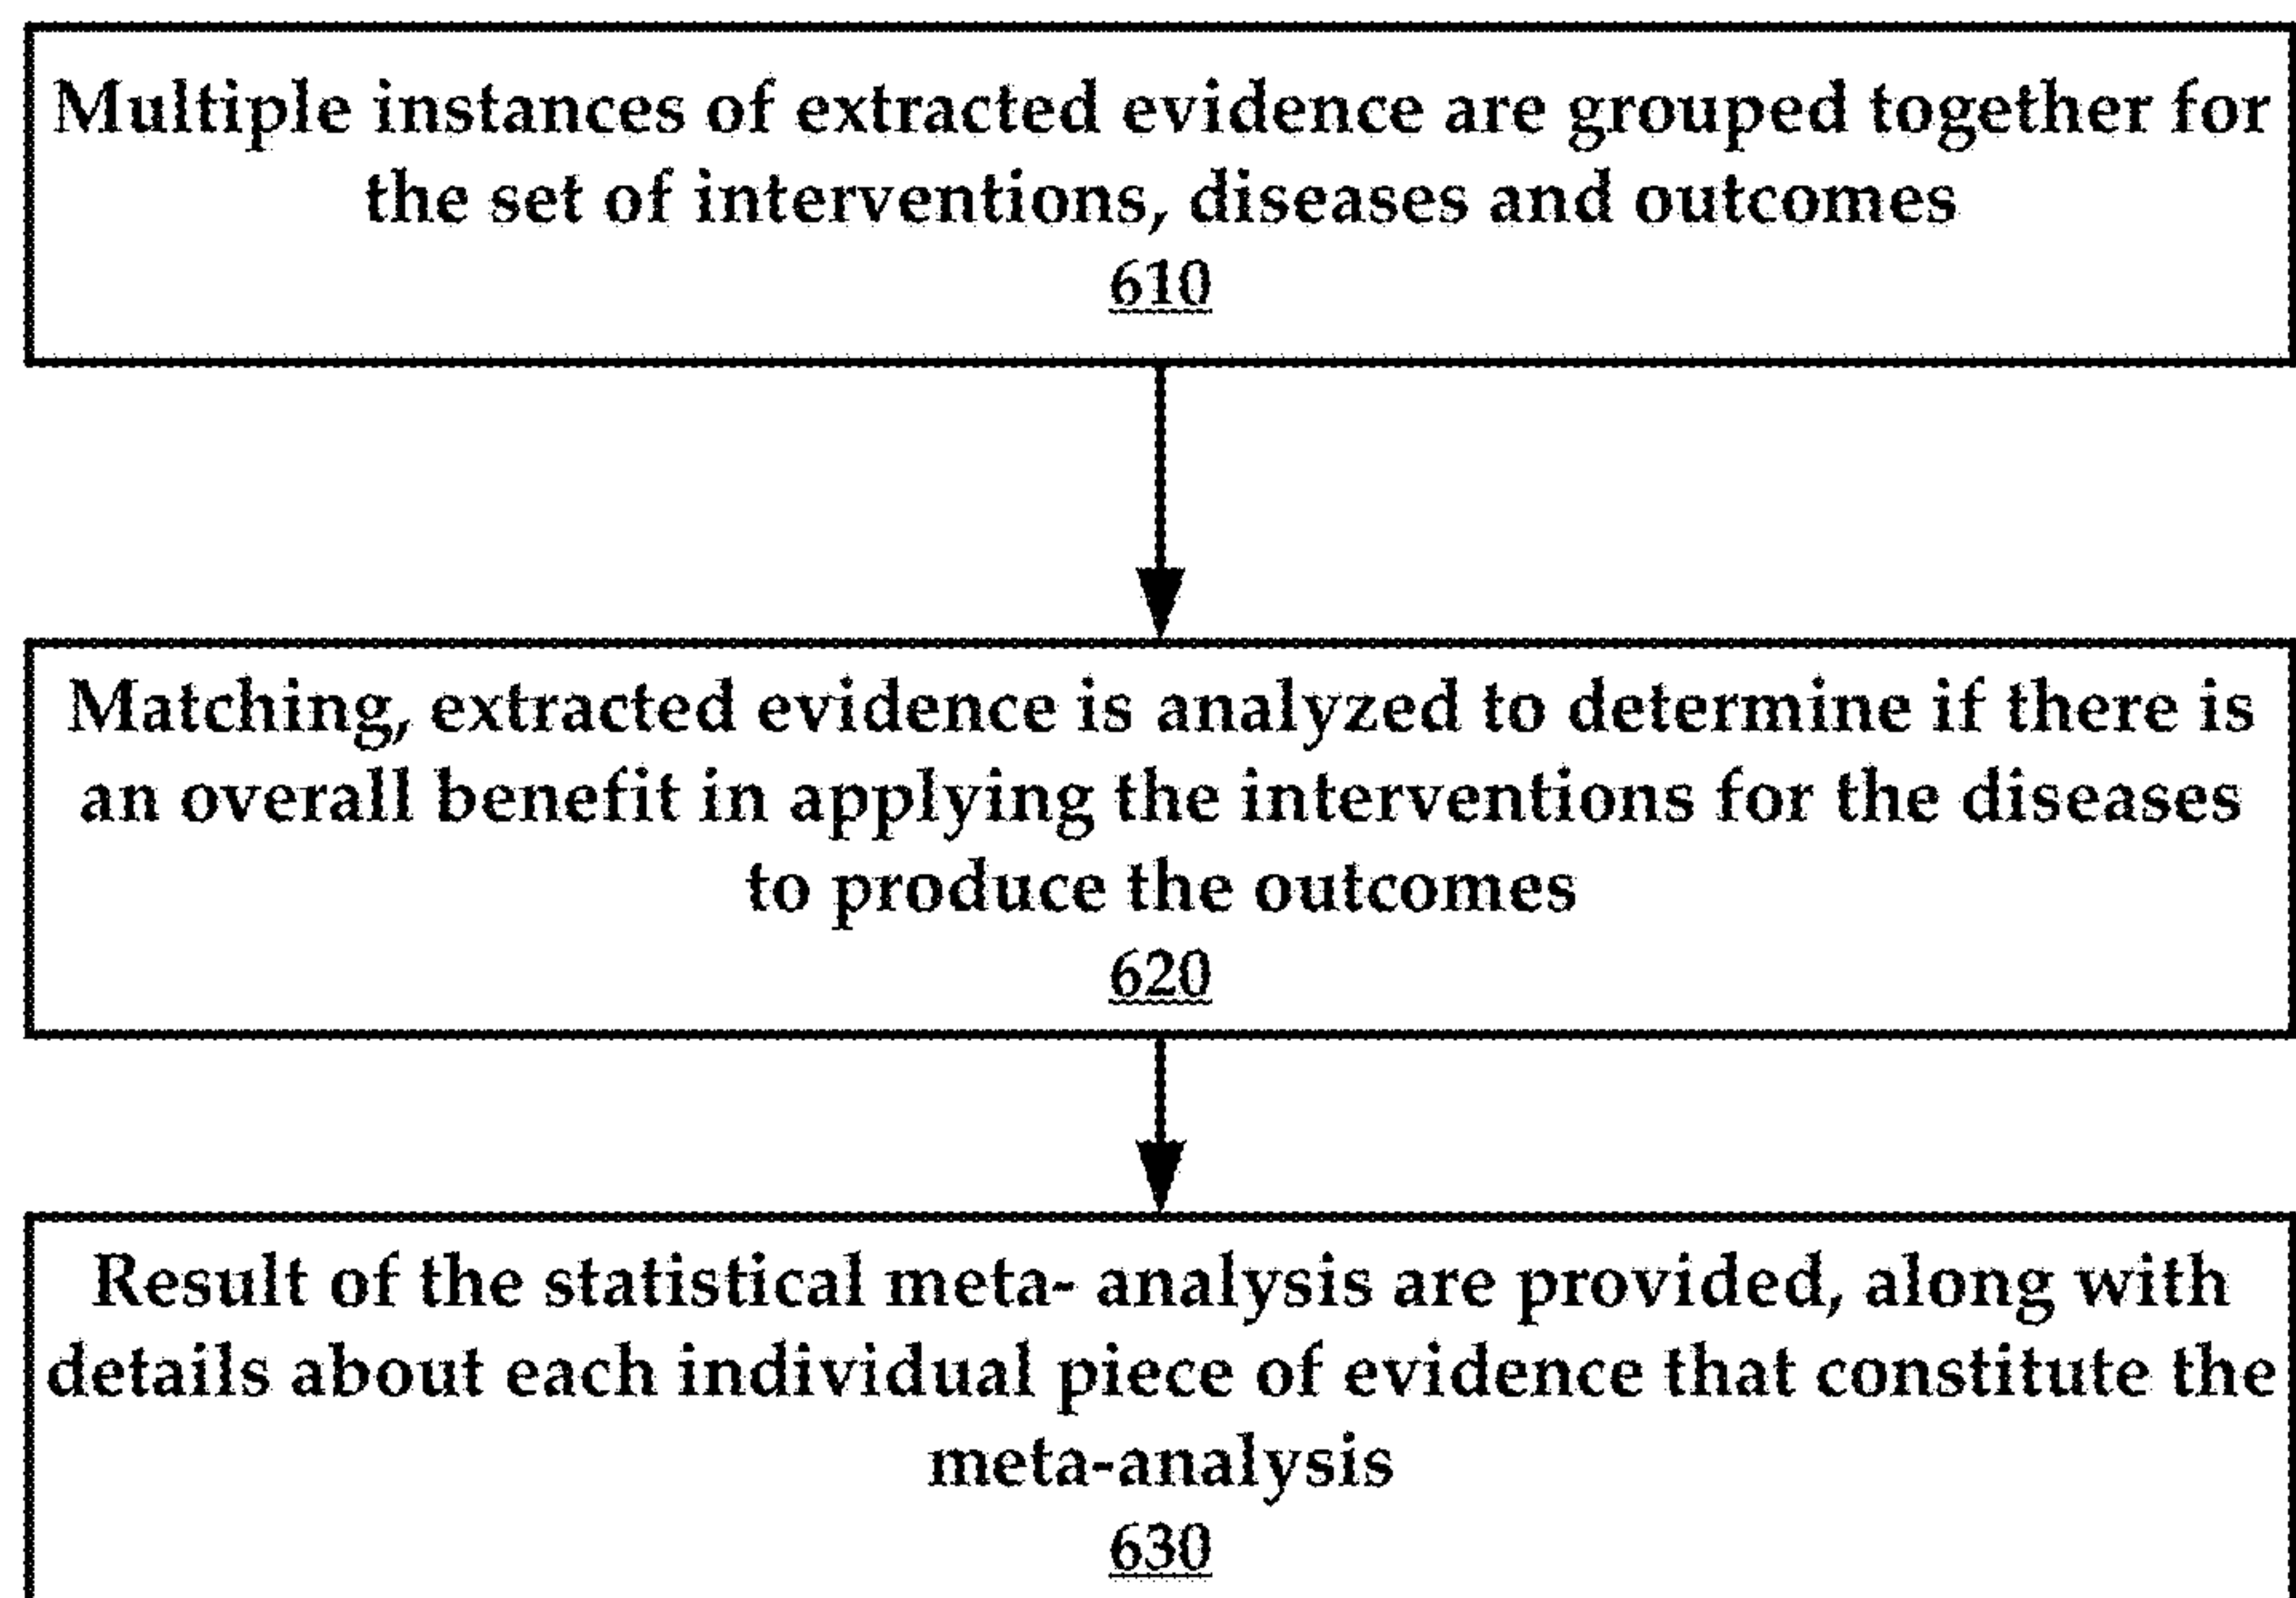 Multiple instances of extracted evidence are grouped together for
the set of interventions, diseases and outcomes
610
Matching, extracted evidence is analyzed to determine if there is
an overall benefit in applying the interventions for the diseases
to produce the outcomes
620
Result of the statistical meta- analysis are provided, along with
details about each individual piece of evidence that constitute the
meta-analysis
630